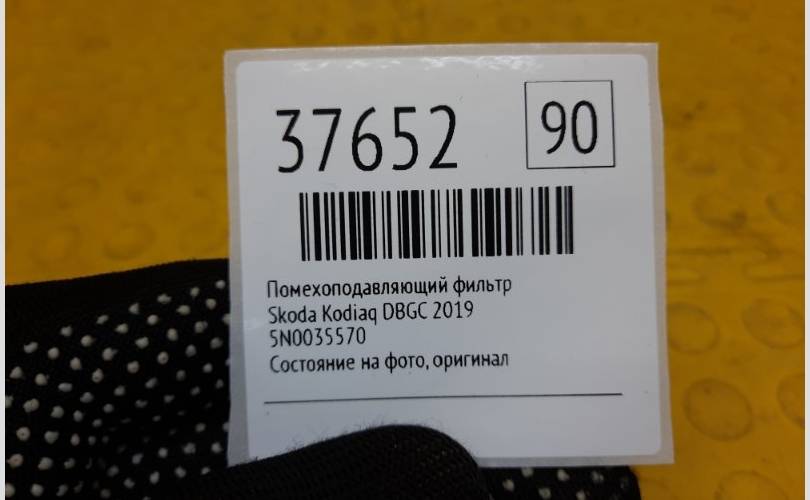 37652
90
Помехоподавляющий фильтр
Skoda Kodiaq DBGC 2019
5N0035570
Состояние на фото, оригинал